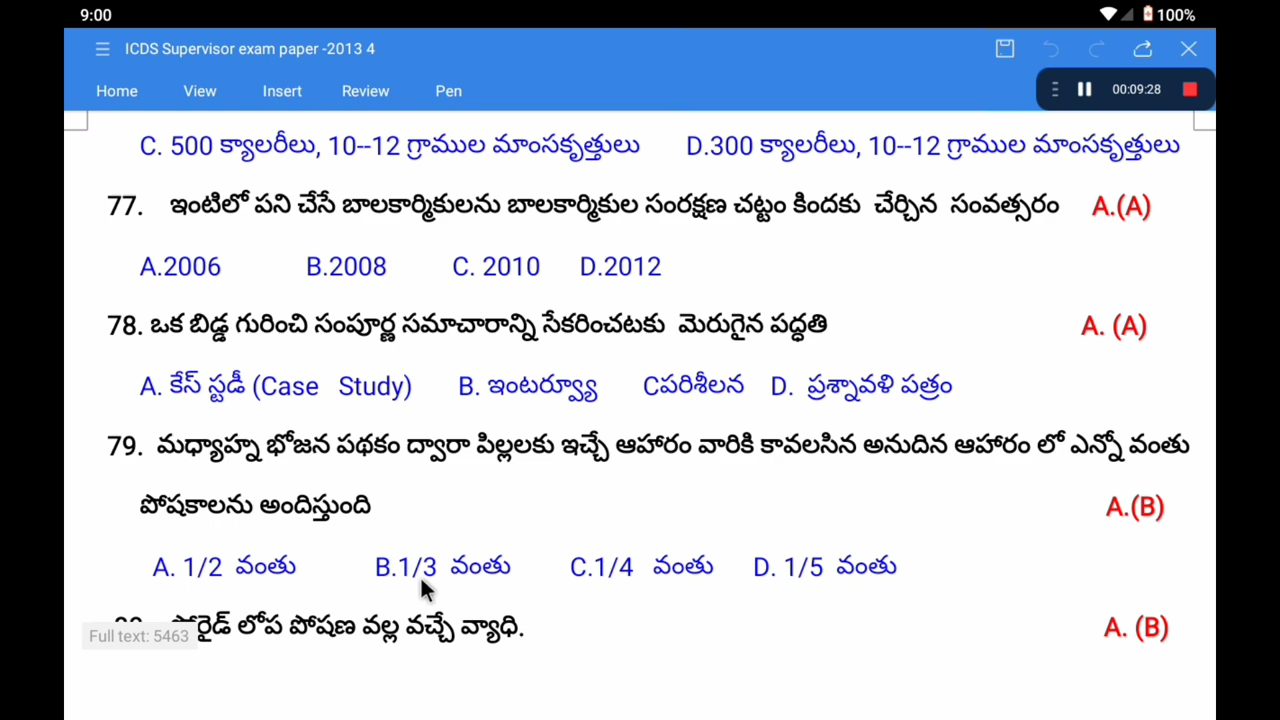 9:00
100%
ICDS Supervisor exam paper -2013 4
Home View Insert Review Pen
00:09:28
C. 500 క్యాలరీలు, 10--12 గ్రాముల మాంసకృత్తులు D.300 క్యాలరీలు, 10--12 గ్రాముల మాంసకృత్తులు
77. ఇంటిలో పని చేసే బాలకార్మికులను బాలకార్మికుల సంరక్షణ చట్టం కిందకు చేర్చిన సంవత్సరం A.(A)
A.2006 B.2008 C. 2010 D.2012
78. ఒక బిడ్డ గురించి సంపూర్ణ సమాచారాన్ని సేకరించటకు మెరుగైన పద్ధతి A. (A)
A. కేస్ స్టడీ (Case Study) B. ఇంటర్వ్యూ Cపరిశీలన D. ప్రశ్నావళి పత్రం
79. మధ్యాహ్న భోజన పథకం ద్వారా పిల్లలకు ఇచ్చే ఆహారం వారికి కావలసిన అనుదిన ఆహారం లో ఎన్నో వంతు
పోషకాలను అందిస్తుంది A.(B)
A. 1/2 వంతు B.1/3 వంతు C.1/4 వంతు D. 1/5 వంతు
లోప పోషణ వల్ల వచ్చే వ్యాధి. A. (B)
Full text: 5463